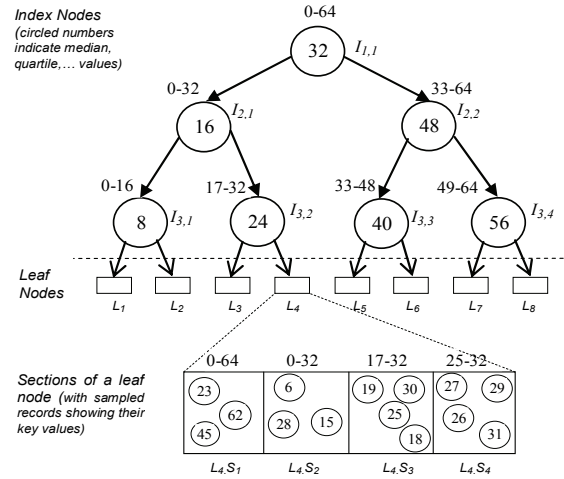 Index Nodes
(circled numbers
indicate median,
quartile,... values)
0-64
32
I1,1
0-32
33-64
16
I2,1
48
I2,2
0-16
17-32
33-48
49-64
8
I3,1
24
I3,2
40
I3,3
56
I3,4
Leaf
Nodes
L1
L2
L3
L4
L5
L6
L7
L8
Sections of a leaf
node (with sampled
records showing their
key values)
0-64
0-32
17-32
25-32
23
62
45
6
28
15
19
30
25
18
27
29
26
31
L4.S1
L4.S2
L4.S3
L4.S4